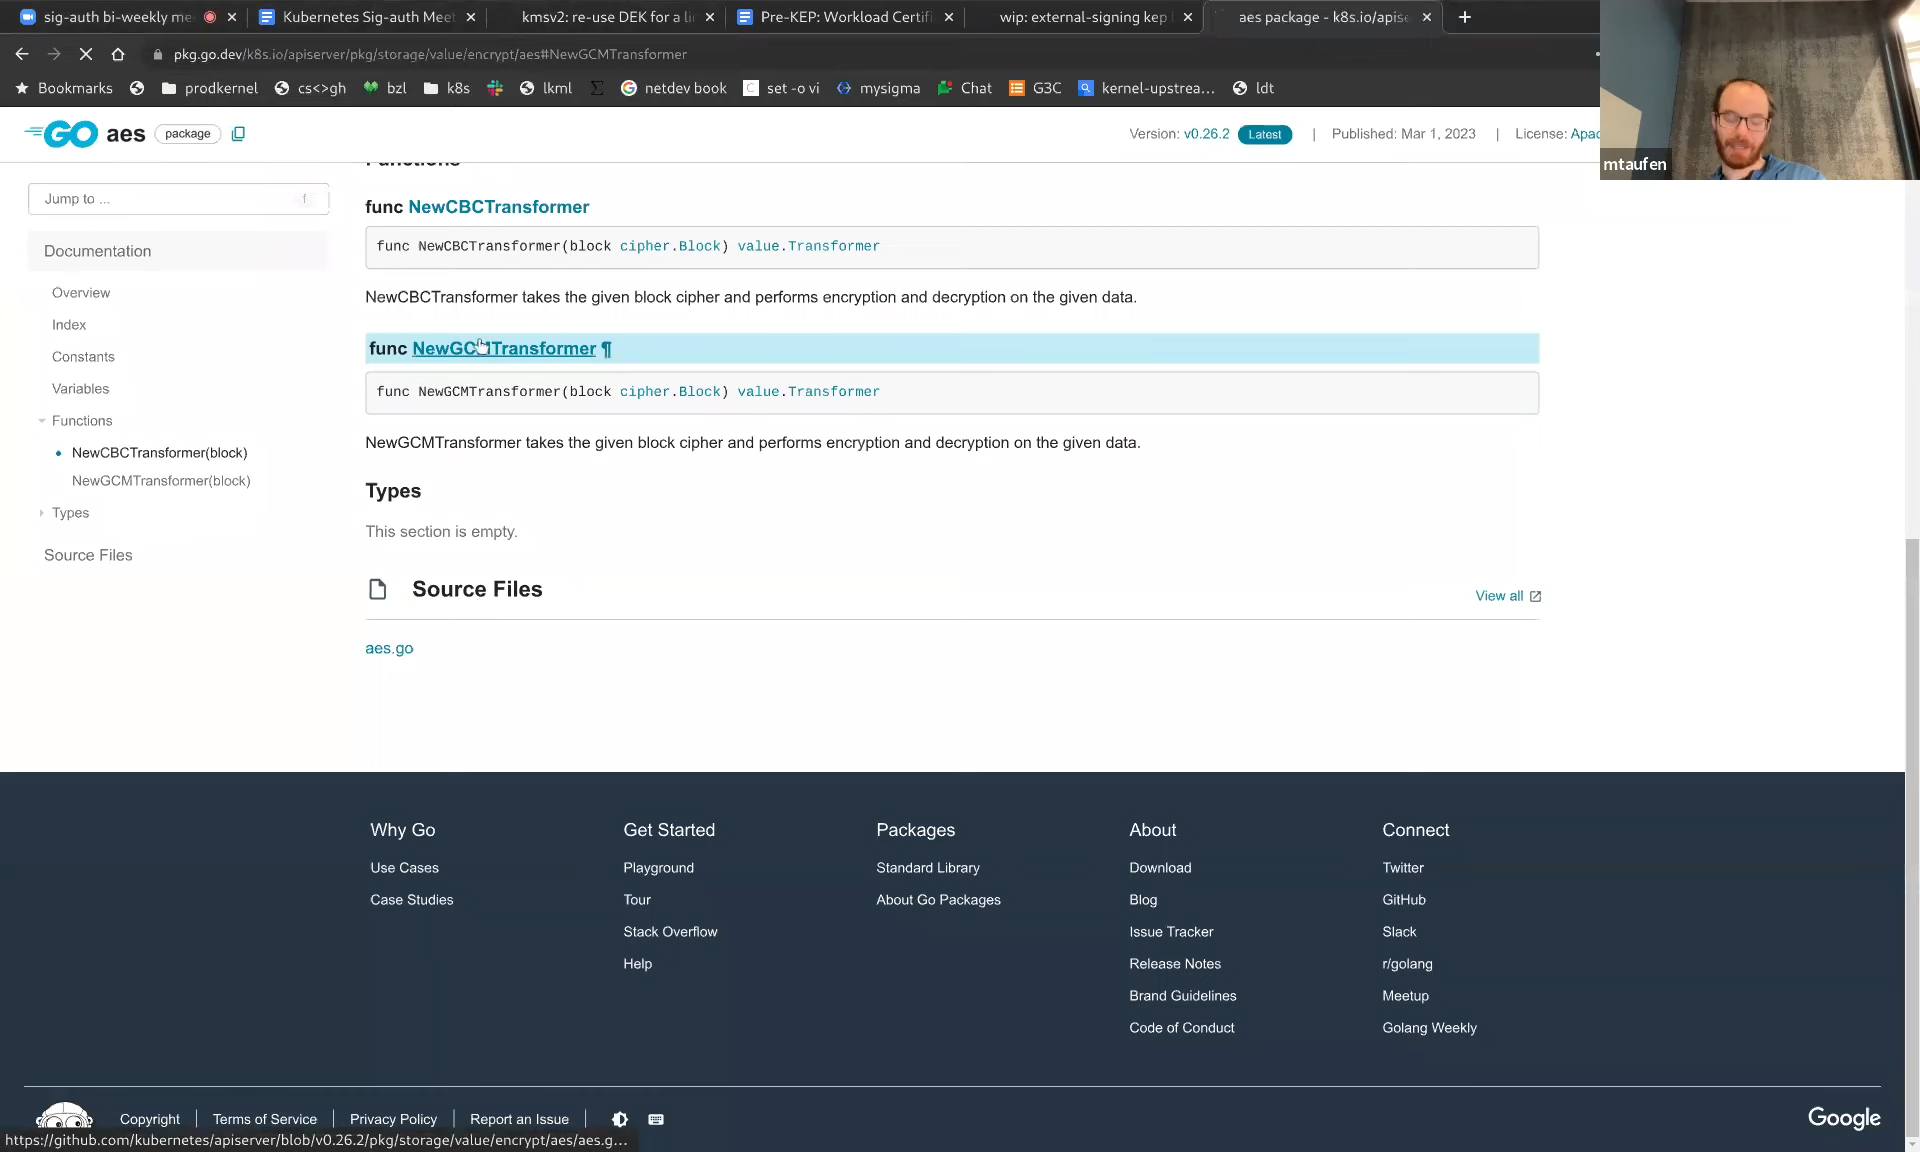 sig-auth bi-weekly me
Kubernetes Sig-auth Meet
kmsv2: re-use DEK for a li
Pre-KEP: Workload Certifi
wip: external-signing kep
aes package - k8s.io/apise
pkg.go.dev/k8s.io/apiserver/pkg/storage/value/encrypt/aes#NewGCMTransformer
Bookmarks
prodkernel
cs<>gh
bzl
k8s
lkml
netdev book
set -o vi
mysigma
Chat
G3C
kernel-upstrea...
ldt
mtaufen
GO aes package
Version: v0.26.2 Latest | Published: Mar 1, 2023 | License: Apa
Functions
Jump to ... f
Documentation
Overview
Index
Constants
Variables
Functions
NewCBCTransformer(block)
NewGCMTransformer(block)
Types
Source Files
func NewCBCTransformer
func NewCBCTransformer(block cipher.Block) value.Transformer
NewCBCTransformer takes the given block cipher and performs encryption and decryption on the given data.
func NewGCMTransformer ¶
func NewGCMTransformer(block cipher.Block) value.Transformer
NewGCMTransformer takes the given block cipher and performs encryption and decryption on the given data.
Types
This section is empty.
Source Files
View all
aes.go
Why Go
Use Cases
Case Studies
Get Started
Playground
Tour
Stack Overflow
Help
Packages
Standard Library
About Go Packages
About
Download
Blog
Issue Tracker
Release Notes
Brand Guidelines
Code of Conduct
Connect
Twitter
GitHub
Slack
r/golang
Meetup
Golang Weekly
Copyright
Terms of Service
Privacy Policy
Report an Issue
Google
https://github.com/kubernetes/apiserver/blob/v0.26.2/pkg/storage/value/encrypt/aes/aes.g...